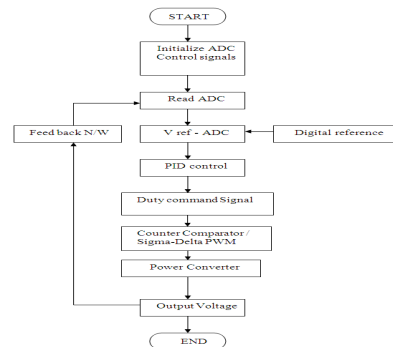 START
Initialize ADC
Control signals
Read ADC
Feed back N/W
V ref - ADC
Digital reference
PID control
Duty command Signal
Counter Comparator /
Sigma-Delta PWM
Power Converter
Output Voltage
END